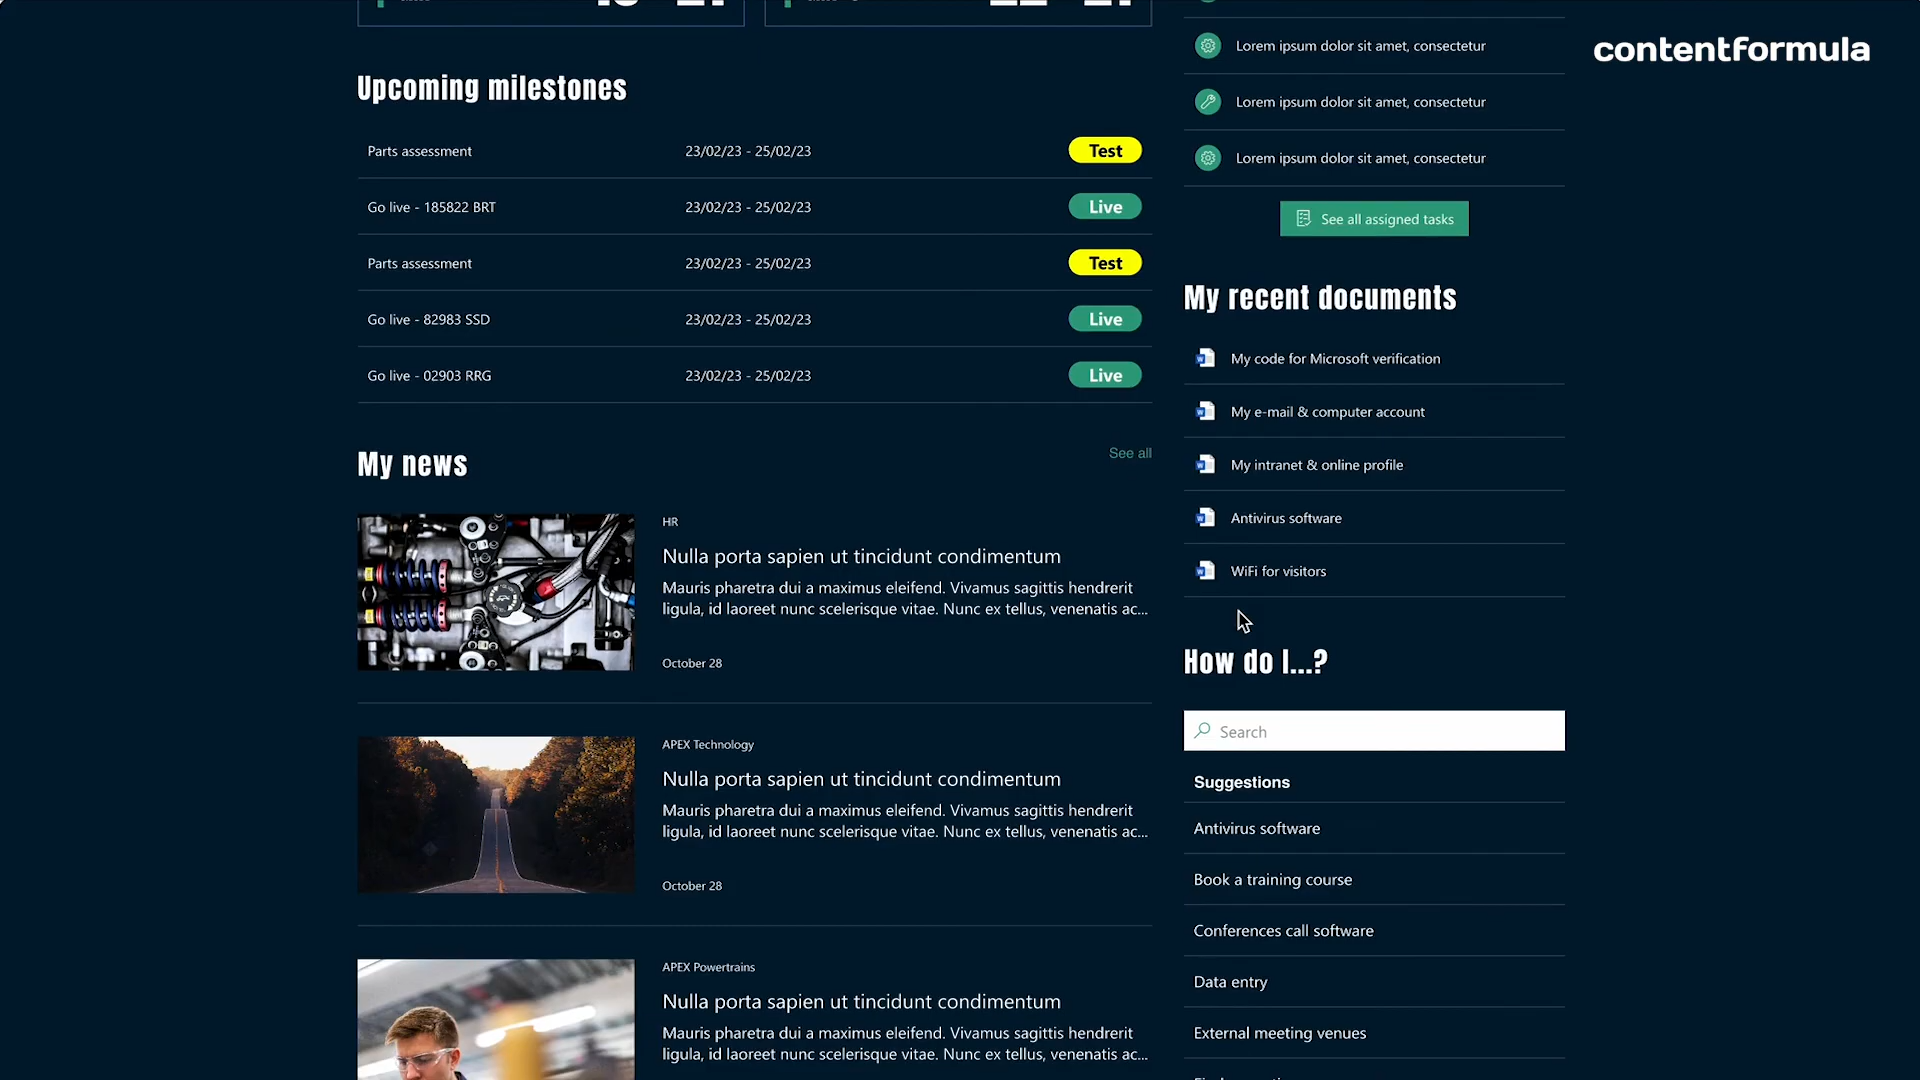 contentformula
Upcoming milestones
Parts assessment 23/02/23 - 25/02/23 Test
Go live - 185822 BRT 23/02/23 - 25/02/23 Live
Parts assessment 23/02/23 - 25/02/23 Test
Go live - 82983 SSD 23/02/23 - 25/02/23 Live
Go live - 02903 RRG 23/02/23 - 25/02/23 Live
My news
See all
HR
Nulla porta sapien ut tincidunt condimentum
Mauris pharetra dui a maximus eleifend. Vivamus sagittis hendrerit
ligula, id laoreet nunc scelerisque vitae. Nunc ex tellus, venenatis ac...
October 28
APEX Technology
Nulla porta sapien ut tincidunt condimentum
Mauris pharetra dui a maximus eleifend. Vivamus sagittis hendrerit
ligula, id laoreet nunc scelerisque vitae. Nunc ex tellus, venenatis ac...
October 28
APEX Powertrains
Nulla porta sapien ut tincidunt condimentum
Mauris pharetra dui a maximus eleifend. Vivamus sagittis hendrerit
ligula, id laoreet nunc scelerisque vitae. Nunc ex tellus, venenatis ac...
Lorem ipsum dolor sit amet, consectetur
Lorem ipsum dolor sit amet, consectetur
Lorem ipsum dolor sit amet, consectetur
See all assigned tasks
My recent documents
My code for Microsoft verification
My e-mail & computer account
My intranet & online profile
Antivirus software
WiFi for visitors
How do I...?
Search
Suggestions
Antivirus software
Book a training course
Conferences call software
Data entry
External meeting venues